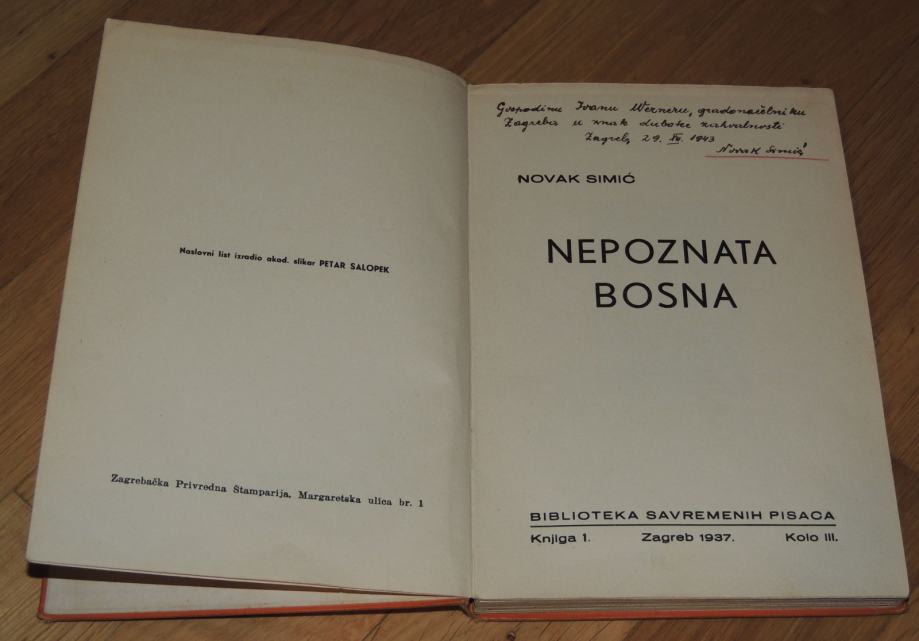 Naslovni list izradio akad. slikar PETAR SALOPEK
Zagrebačka Privredna Štamparija, Margaretska ulica br. 1
Gospodinu Ivanu Werneru, gradonačelniku
Zagreba u znak duboke zahvalnosti
Zagreb, 29. XII. 1943
Novak Simić
NOVAK SIMIĆ
NEPOZNATA
BOSNA
BIBLIOTEKA SAVREMENIH PISACA
Knjiga 1. Zagreb 1937. Kolo III.